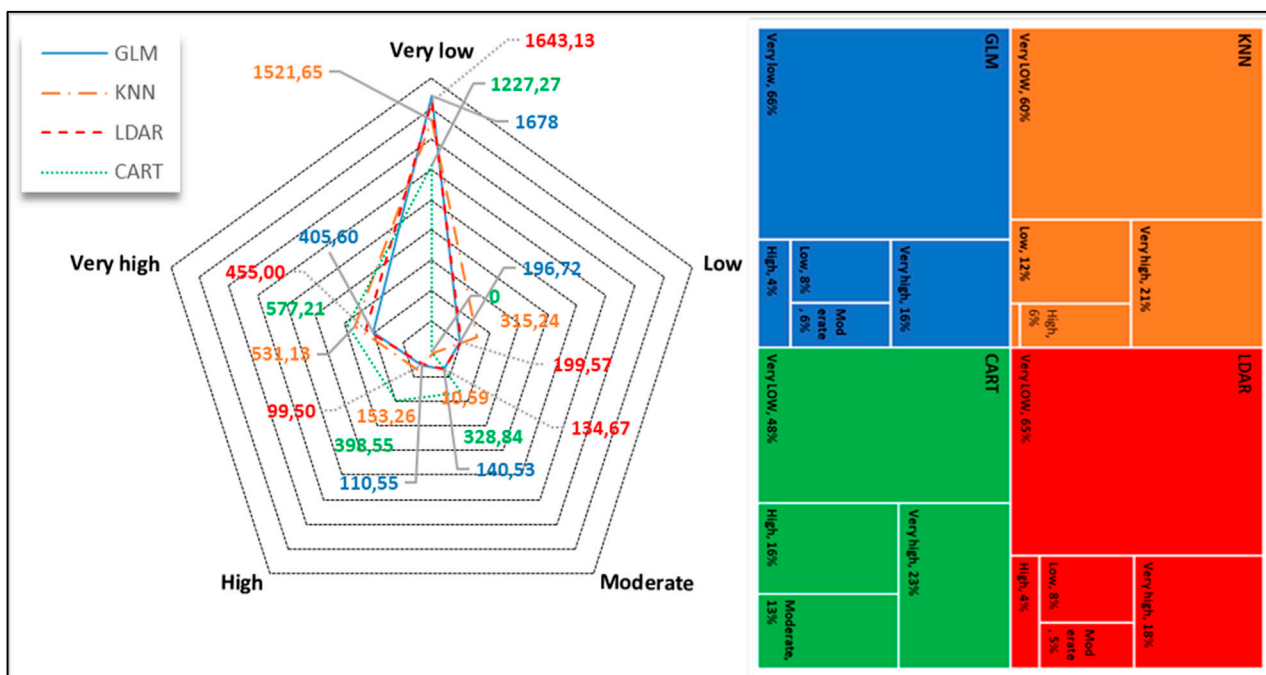 GLM
KNN
LDAR
CART
Very low
1643,13
1521,65
1227,27
1678
Very high
Low
405,60
196,72
455,00
0
577,21
315,24
531,13
199,57
99,50
153,26
10,59
134,67
398,55
328,84
110,55
140,53
High
Moderate
GLM
Very low, 66%
High, 4%
Low, 8%
Mod
erate
, 6%
Very high, 16%
KNN
Very LOW, 60%
Low, 12%
High,
6%
Very high, 21%
CART
Very LOW, 48%
High, 16%
Moderate,
13%
Very high, 23%
LDAR
Very LOW, 65%
High, 4%
Low, 8%
Mod
erate
, 5%
Very high, 18%